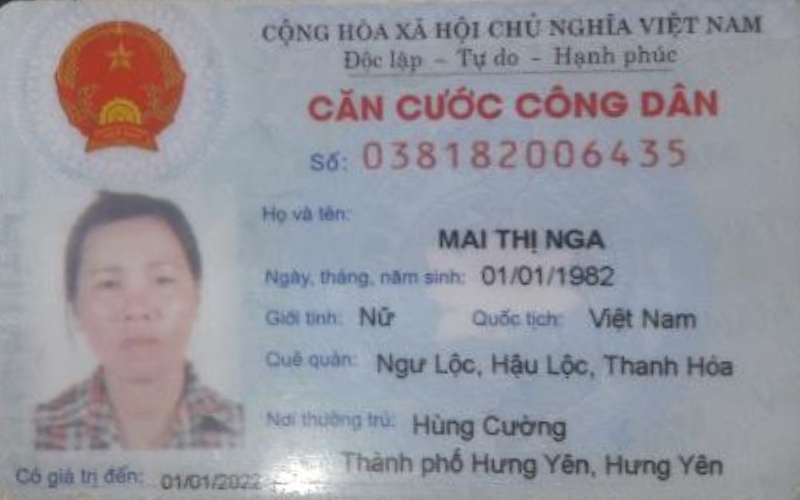 CỘNG HÒA XÃ HỘI CHỦ NGHĨA VIỆT NAM
Độc lập - Tự do - Hạnh phúc
CĂN CƯỚC CÔNG DÂN
Số: 038182006435
Họ và tên:
MAI THỊ NGA
Ngày, tháng, năm sinh: 01/01/1982
Giới tính: Nữ Quốc tịch: Việt Nam
Quê quán: Ngư Lộc, Hậu Lộc, Thanh Hóa
Nơi thường trú: Hùng Cường
Thành phố Hưng Yên, Hưng Yên
Có giá trị đến: 01/01/2022